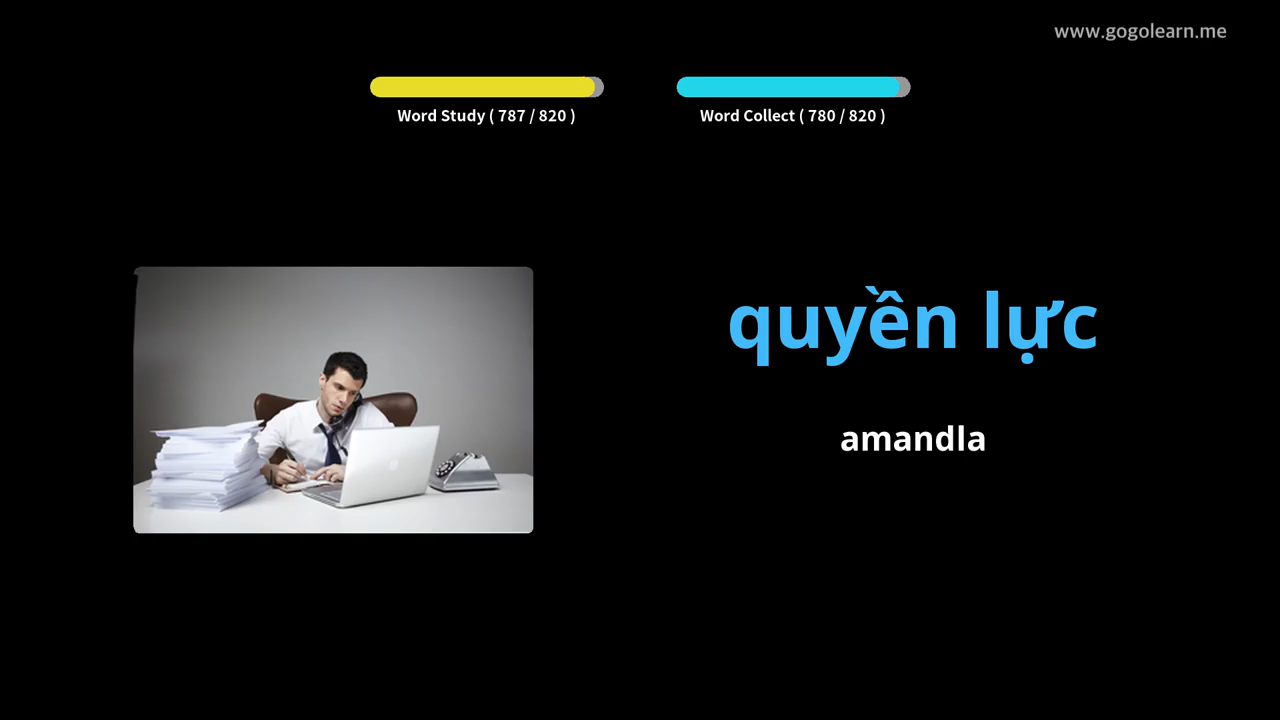 www.gogolearn.me
Word Study ( 787 / 820 )
Word Collect ( 780 / 820 )
quyền lực
amandla